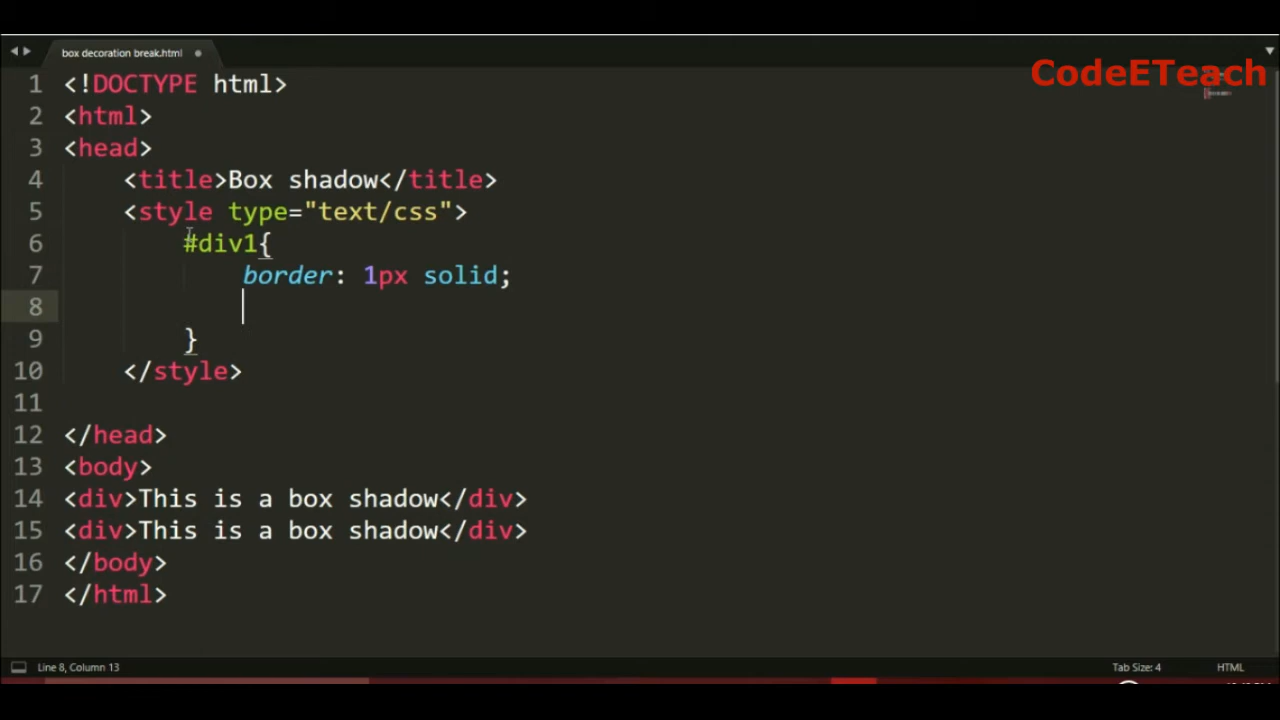 box decoration break.html
CodeETeach
1 <!DOCTYPE html>
2 <html>
3 <head>
4 <title>Box shadow</title>
5 <style type="text/css">
6 #div1{
7 border: 1px solid;
8
9 }
10 </style>
11
12 </head>
13 <body>
14 <div>This is a box shadow</div>
15 <div>This is a box shadow</div>
16 </body>
17 </html>
Line 8, Column 13
Tab Size: 4
HTML